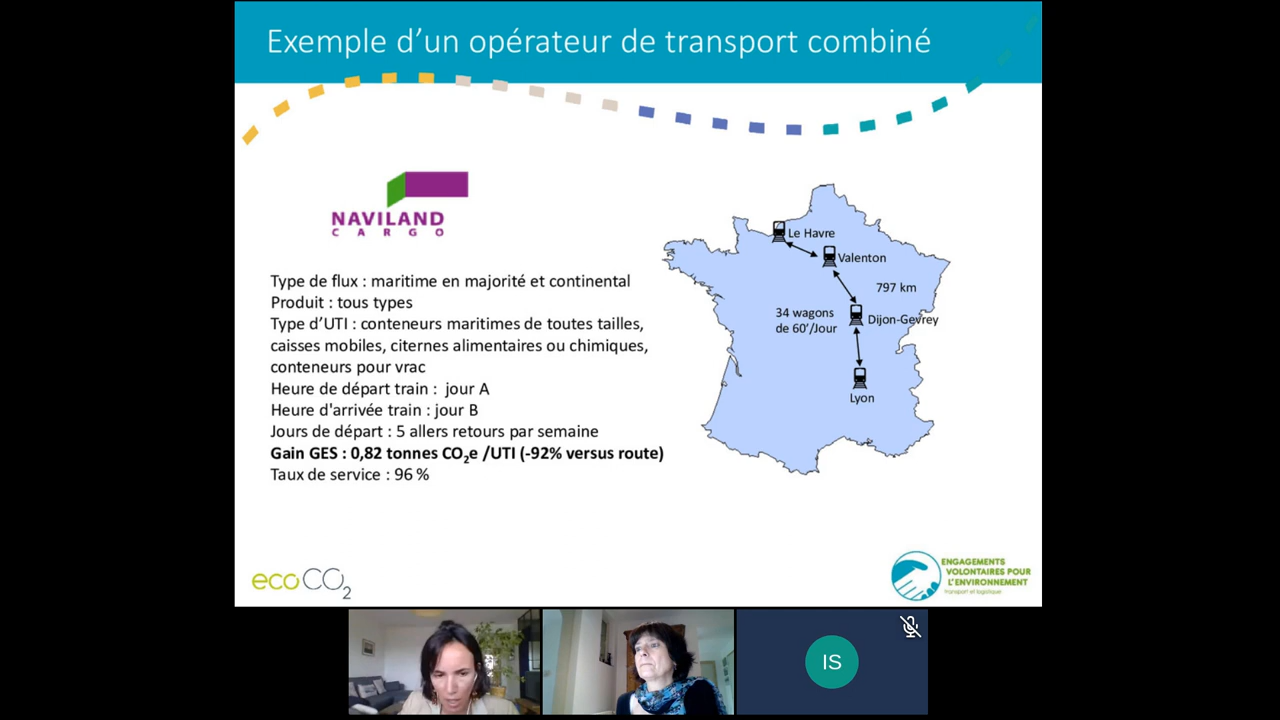 Exemple d'un opérateur de transport combiné
NAVILAND
CARGO
Type de flux : maritime en majorité et continental
Produit : tous types
Type d'UTI : conteneurs maritimes de toutes tailles,
caisses mobiles, citernes alimentaires ou chimiques,
conteneurs pour vrac
Heure de départ train : jour A
Heure d'arrivée train : jour B
Jours de départ : 5 allers retours par semaine
Gain GES : 0,82 tonnes CO₂e /UTI (-92% versus route)
Taux de service : 96 %
Le Havre
Valenton
797 km
34 wagons
de 60'/Jour
Dijon-Gevrey
Lyon
ecoCO₂
ENGAGEMENTS
VOLONTAIRES POUR
L'ENVIRONNEMENT
transport et logistique
IS